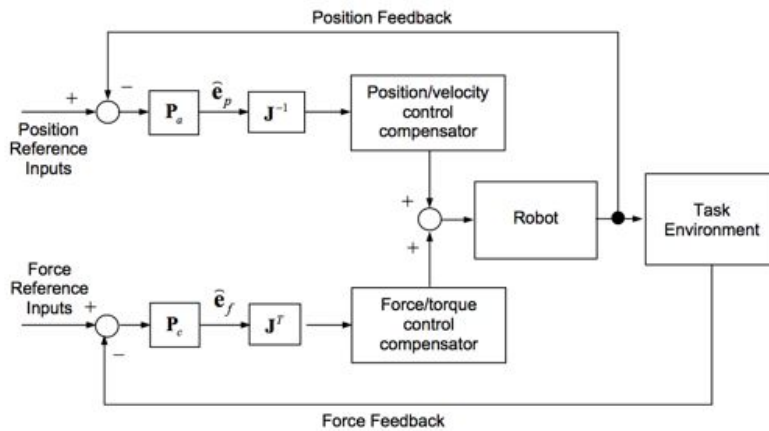 Position Feedback
+
−
Position
Reference
Inputs
P_a
ê_p
J⁻¹
Position/velocity
control
compensator
+
+
Robot
Task
Environment
Force
Reference
Inputs
+
−
P_c
ê_f
J^T
Force/torque
control
compensator
Force Feedback